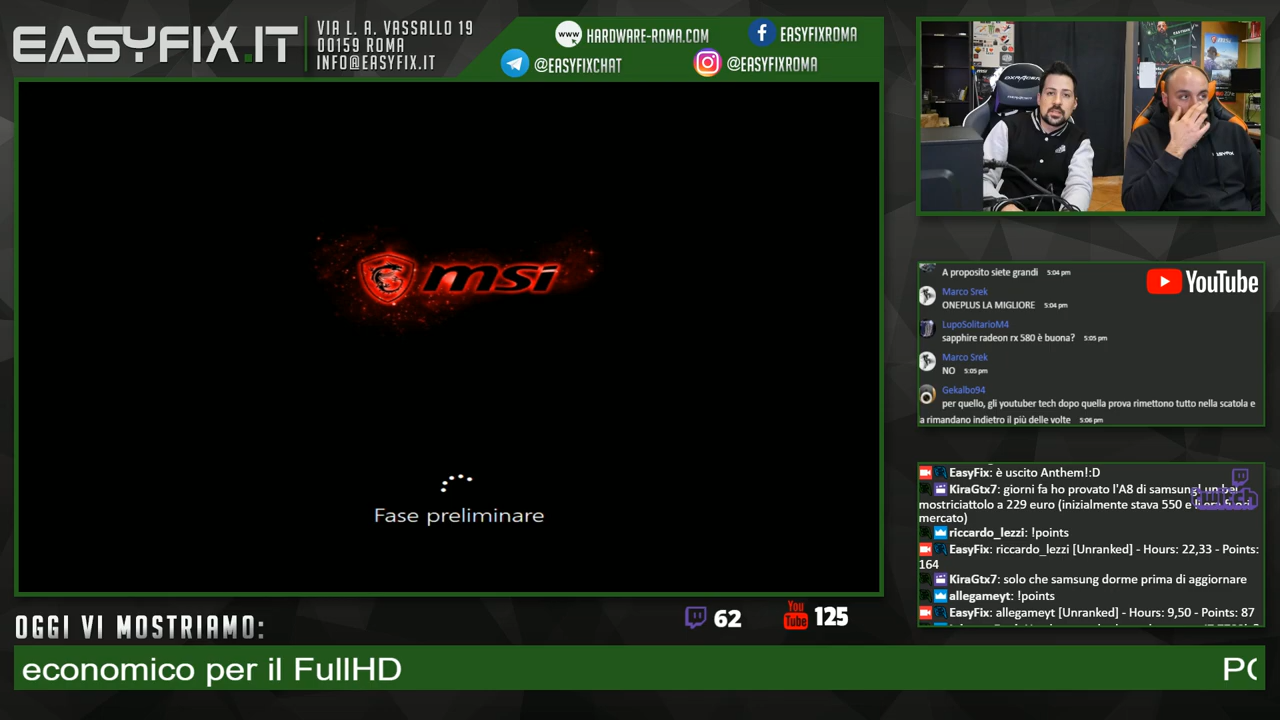 EASYFIX.IT
VIA L. A. VASSALLO 19
00159 ROMA
INFO@EASYFIX.IT
WWW
HARDWARE-ROMA.COM
EASYFIXROMA
@EASYFIXCHAT
@EASYFIXROMA
msi
Fase preliminare
A proposito siete grandi 5:04 pm
YouTube
Marco Srek
ONEPLUS LA MIGLIORE 5:04 pm
LupoSolitarioM4
sapphire radeon rx 580 è buona? 5:05 pm
Marco Srek
NO 5:05 pm
Gekalbo94
per quello, gli youtuber tech dopo quella prova rimettono tutto nella scatola e
a rimandano indietro il più delle volte 5:06 pm
EasyFix: è uscito Anthem!:D
KiraGtx7: giorni fa ho provato l'A8 di samsung! un bel
mostriciattolo a 229 euro (inizialmente stava 550 e
mercato)
riccardo_lezzi: !points
EasyFix: riccardo_lezzi [Unranked] - Hours: 22,33 - Points:
164
KiraGtx7: solo che samsung dorme prima di aggiornare
allegameyt: !points
EasyFix: allegameyt [Unranked] - Hours: 9,50 - Points: 87
OGGI VI MOSTRIAMO:
62
You Tube
125
economico per il FullHD
PC